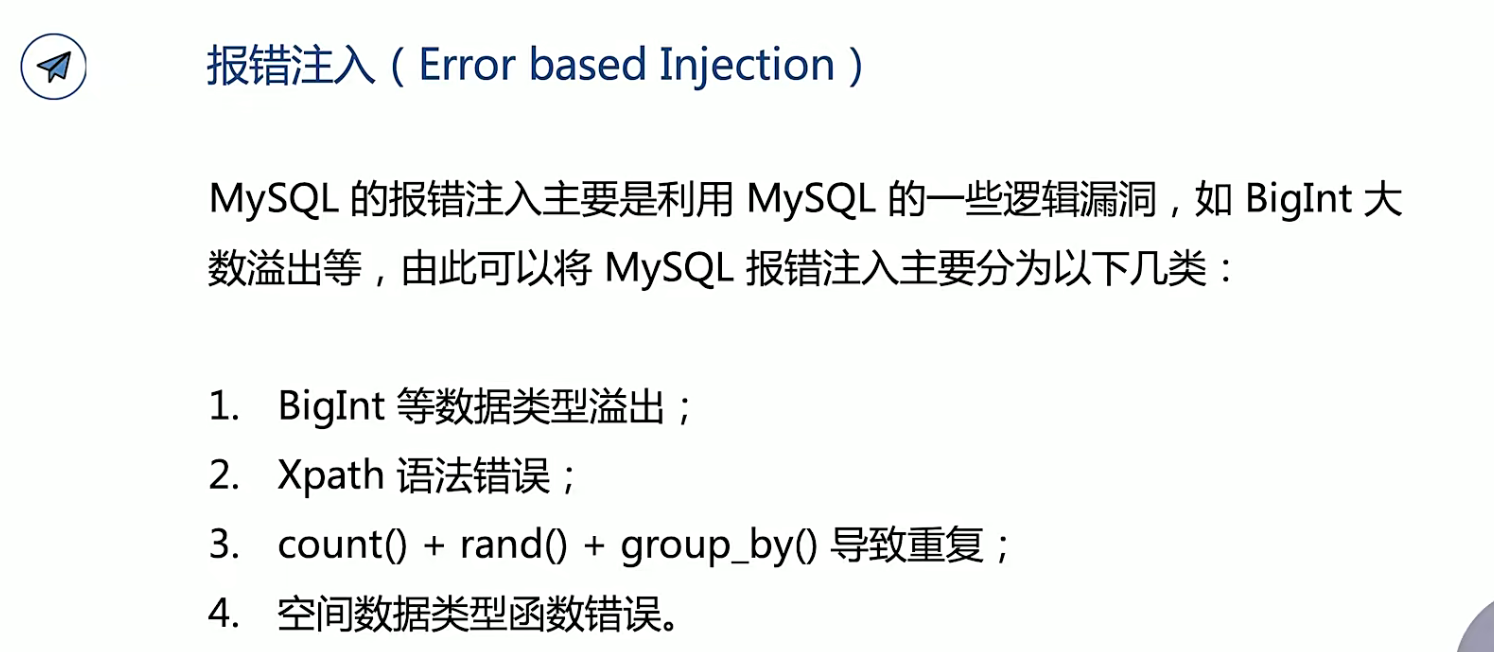 报错注入（Error based Injection）
MySQL 的报错注入主要是利用 MySQL 的一些逻辑漏洞，如 BigInt 大
数溢出等，由此可以将 MySQL 报错注入主要分为以下几类：
1. BigInt 等数据类型溢出；
2. Xpath 语法错误；
3. count() + rand() + group_by() 导致重复；
4. 空间数据类型函数错误。